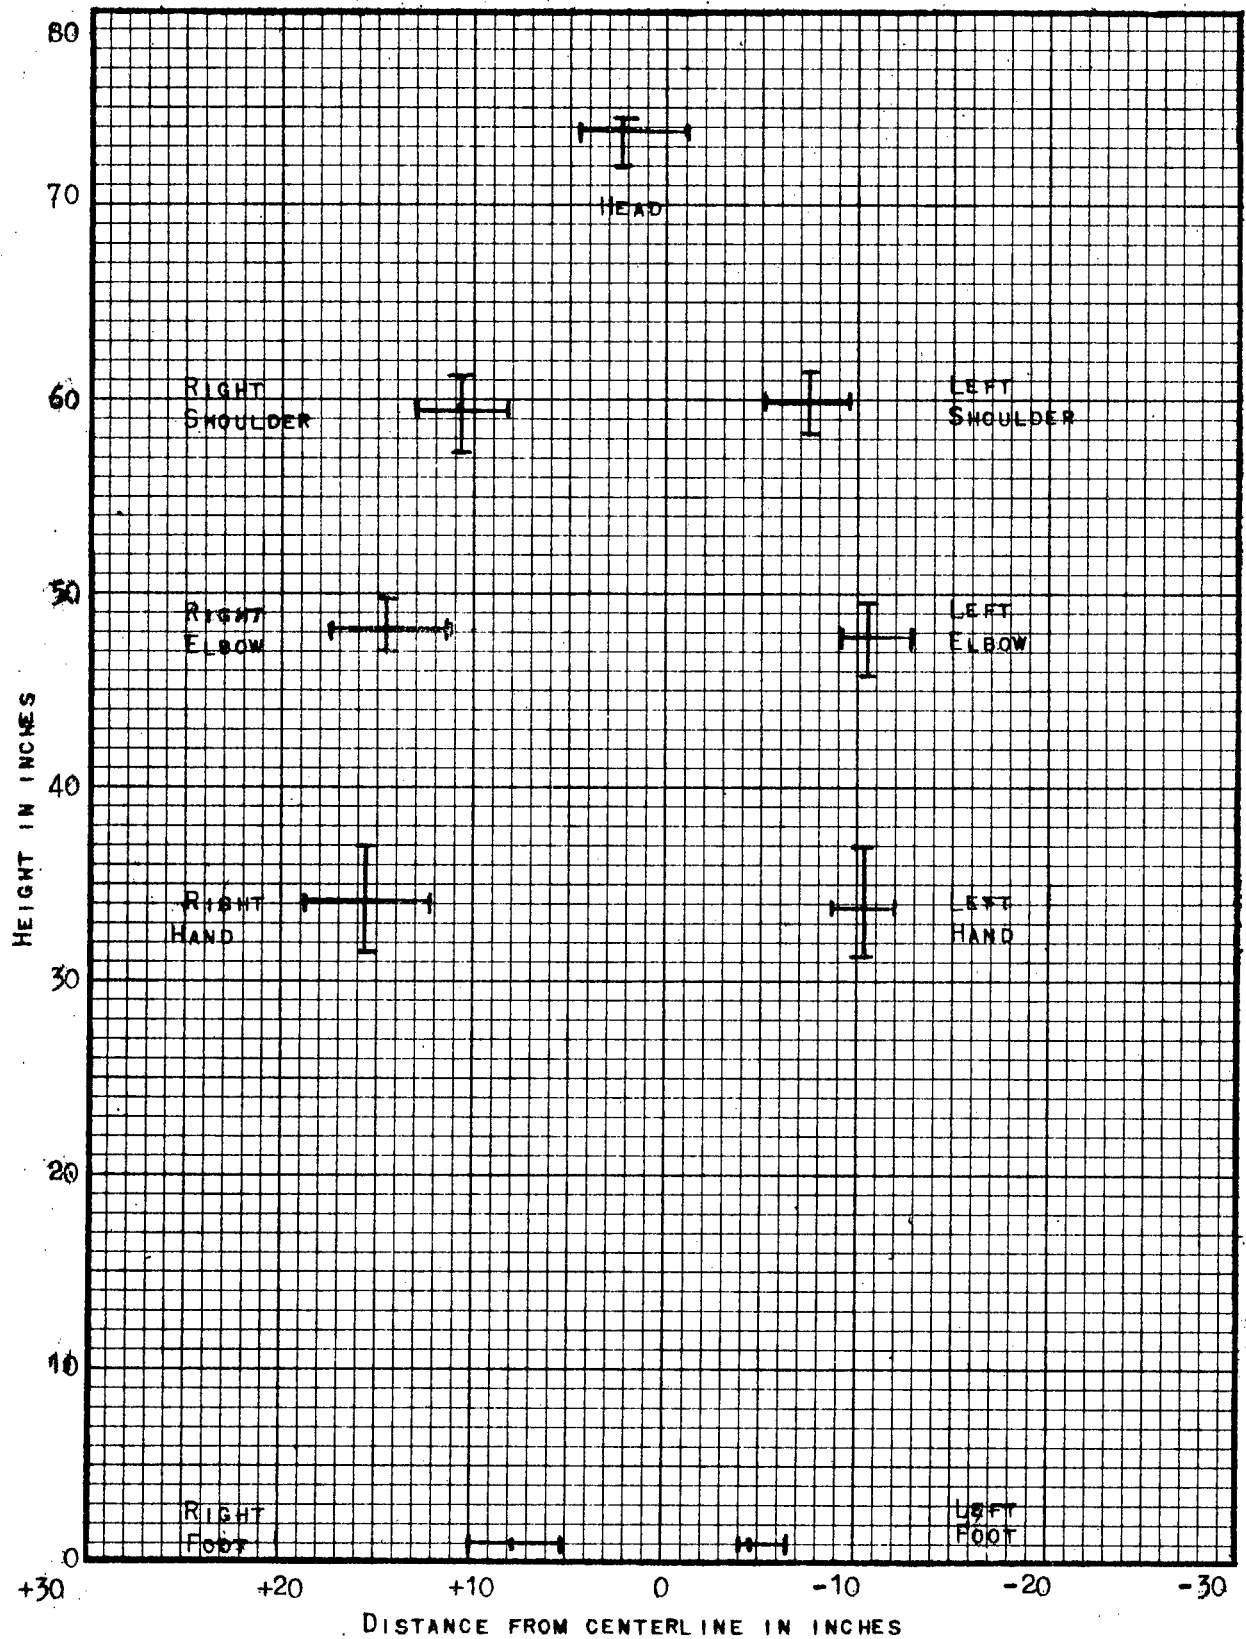 80
70
HEAD
60
RIGHT
SHOULDER
LEFT
SHOULDER
50
RIGHT
ELBOW
LEFT
ELBOW
HEIGHT IN INCHES
40
RIGHT
HAND
LEFT
HAND
30
20
10
RIGHT
FOOT
LEFT
FOOT
0
+30 +20 +10 0 -10 -20 -30
DISTANCE FROM CENTERLINE IN INCHES